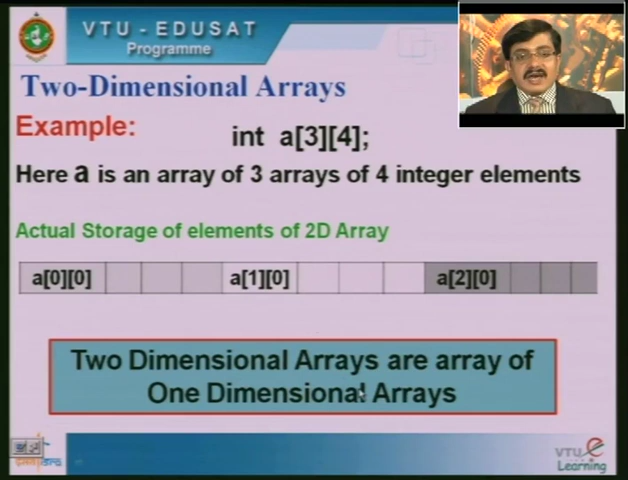 VTU - EDUSAT
Programme
Two-Dimensional Arrays
Example:
int a[3][4];
Here a is an array of 3 arrays of 4 integer elements
Actual Storage of elements of 2D Array
a[0][0] a[1][0] a[2][0]
Two Dimensional Arrays are array of
One Dimensional Arrays
VTU e
Learning